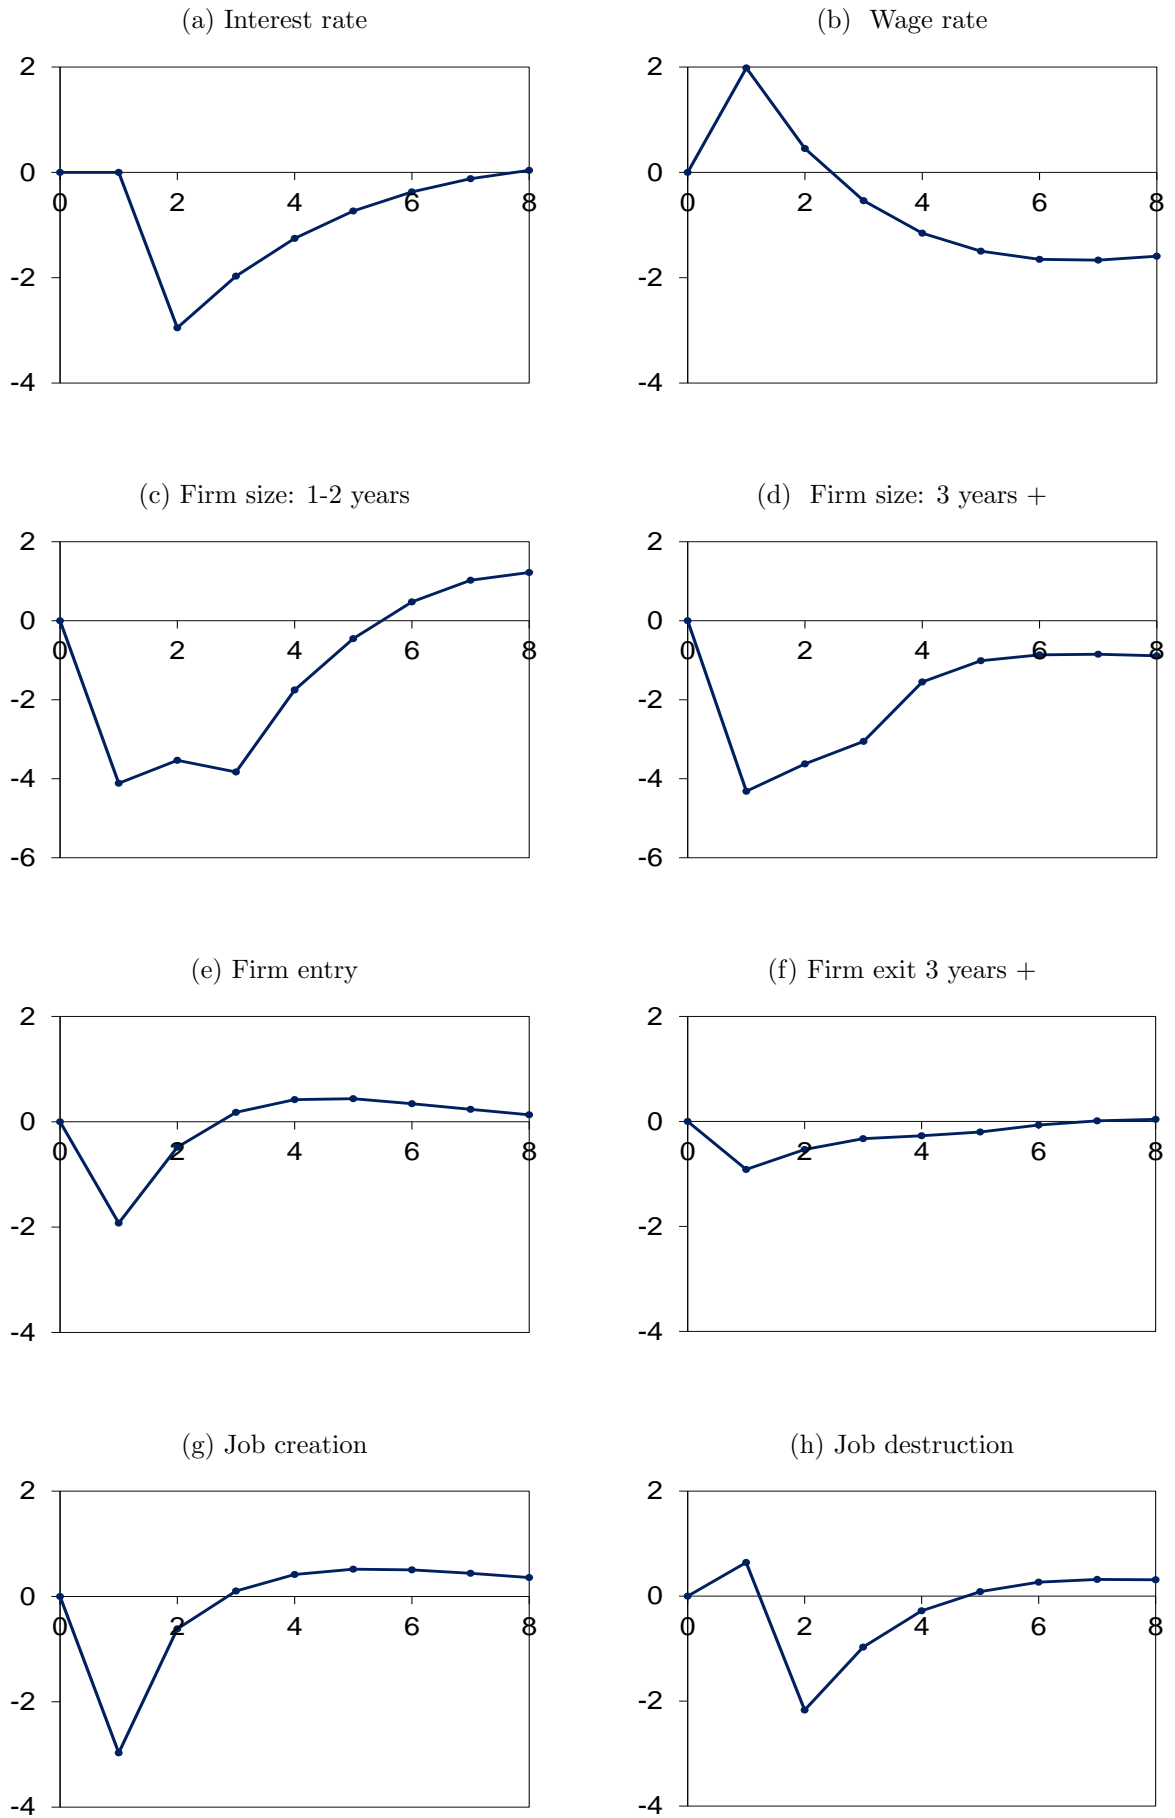 (a) Interest rate
2
0
-2
-4
0 2 4 6 8
(b) Wage rate
2
0
-2
-4
0 2 4 6 8
(c) Firm size: 1-2 years
2
0
-2
-4
-6
0 2 4 6 8
(d) Firm size: 3 years +
2
0
-2
-4
-6
0 2 4 6 8
(e) Firm entry
2
0
-2
-4
0 2 4 6 8
(f) Firm exit 3 years +
2
0
-2
-4
0 2 4 6 8
(g) Job creation
2
0
-2
-4
0 2 4 6 8
(h) Job destruction
2
0
-2
-4
0 2 4 6 8